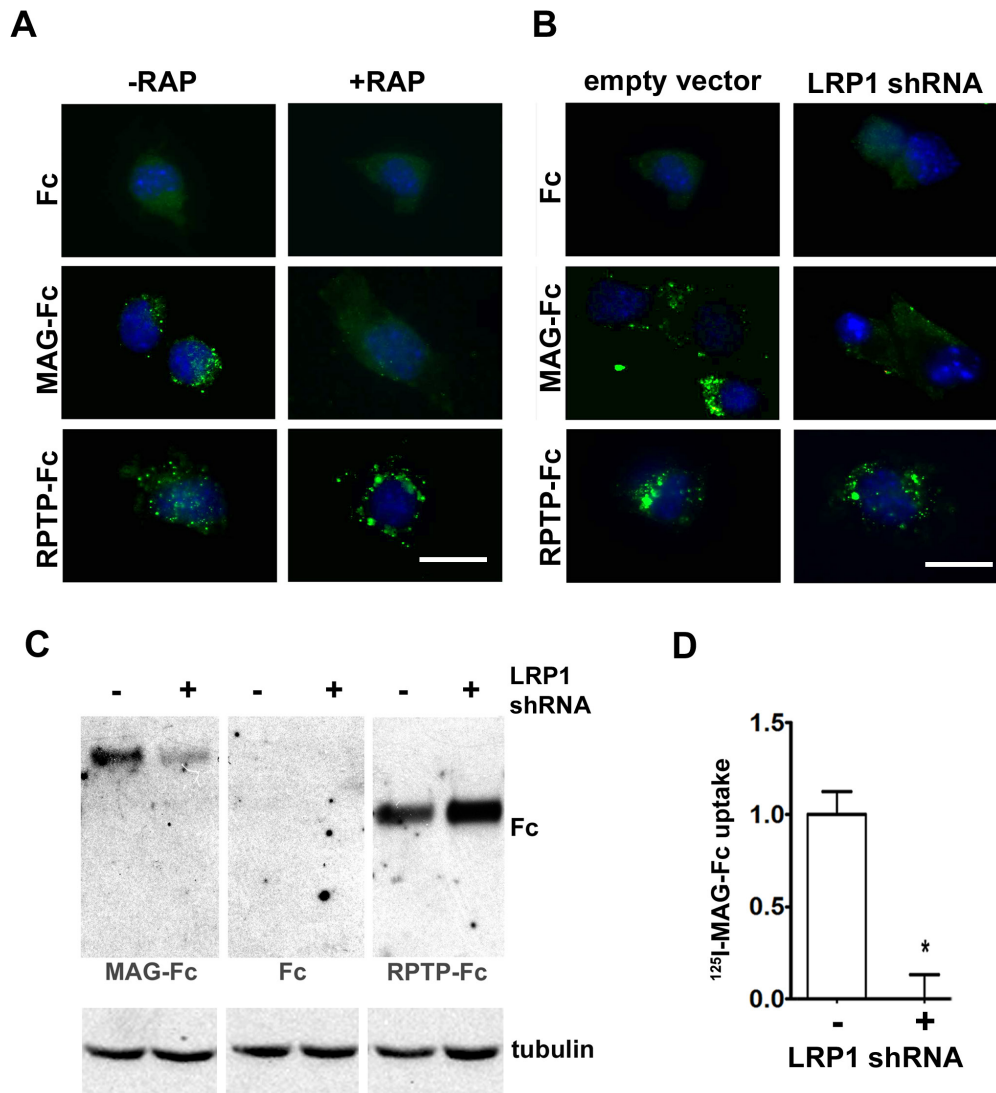 A
-RAP +RAP
Fc
MAG-Fc
RPTP-Fc
B
empty vector LRP1 shRNA
Fc
MAG-Fc
RPTP-Fc
C
- + - + - + LRP1
shRNA
Fc
MAG-Fc Fc RPTP-Fc
tubulin
D
125I-MAG-Fc uptake
1.5
1.0
0.5
0.0
*
- +
LRP1 shRNA